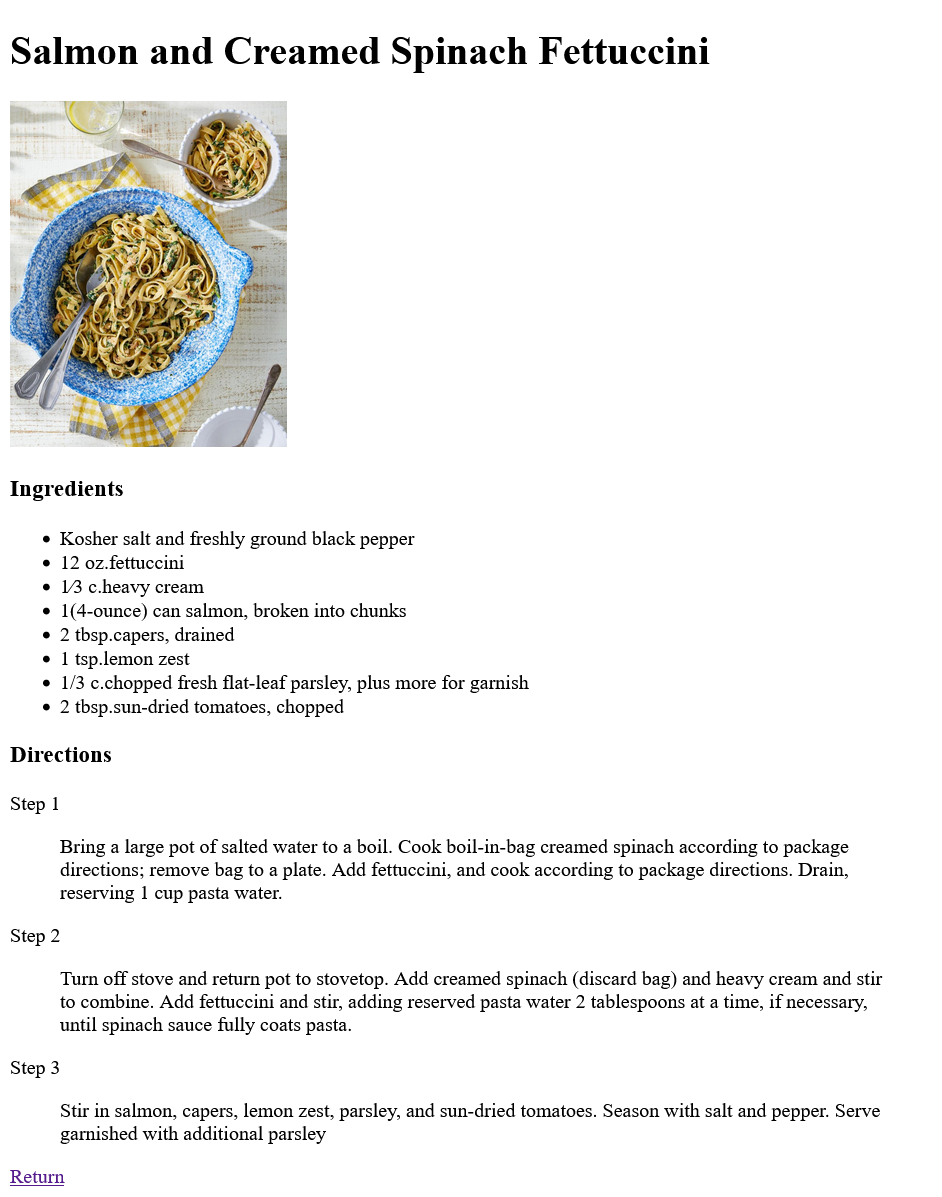 Salmon and Creamed Spinach Fettuccini
Ingredients
• Kosher salt and freshly ground black pepper
• 12 oz.fettuccini
• 1⁄3 c.heavy cream
• 1(4-ounce) can salmon, broken into chunks
• 2 tbsp.capers, drained
• 1 tsp.lemon zest
• 1/3 c.chopped fresh flat-leaf parsley, plus more for garnish
• 2 tbsp.sun-dried tomatoes, chopped
Directions
Step 1
Bring a large pot of salted water to a boil. Cook boil-in-bag creamed spinach according to package
directions; remove bag to a plate. Add fettuccini, and cook according to package directions. Drain,
reserving 1 cup pasta water.
Step 2
Turn off stove and return pot to stovetop. Add creamed spinach (discard bag) and heavy cream and stir
to combine. Add fettuccini and stir, adding reserved pasta water 2 tablespoons at a time, if necessary,
until spinach sauce fully coats pasta.
Step 3
Stir in salmon, capers, lemon zest, parsley, and sun-dried tomatoes. Season with salt and pepper. Serve
garnished with additional parsley
Return